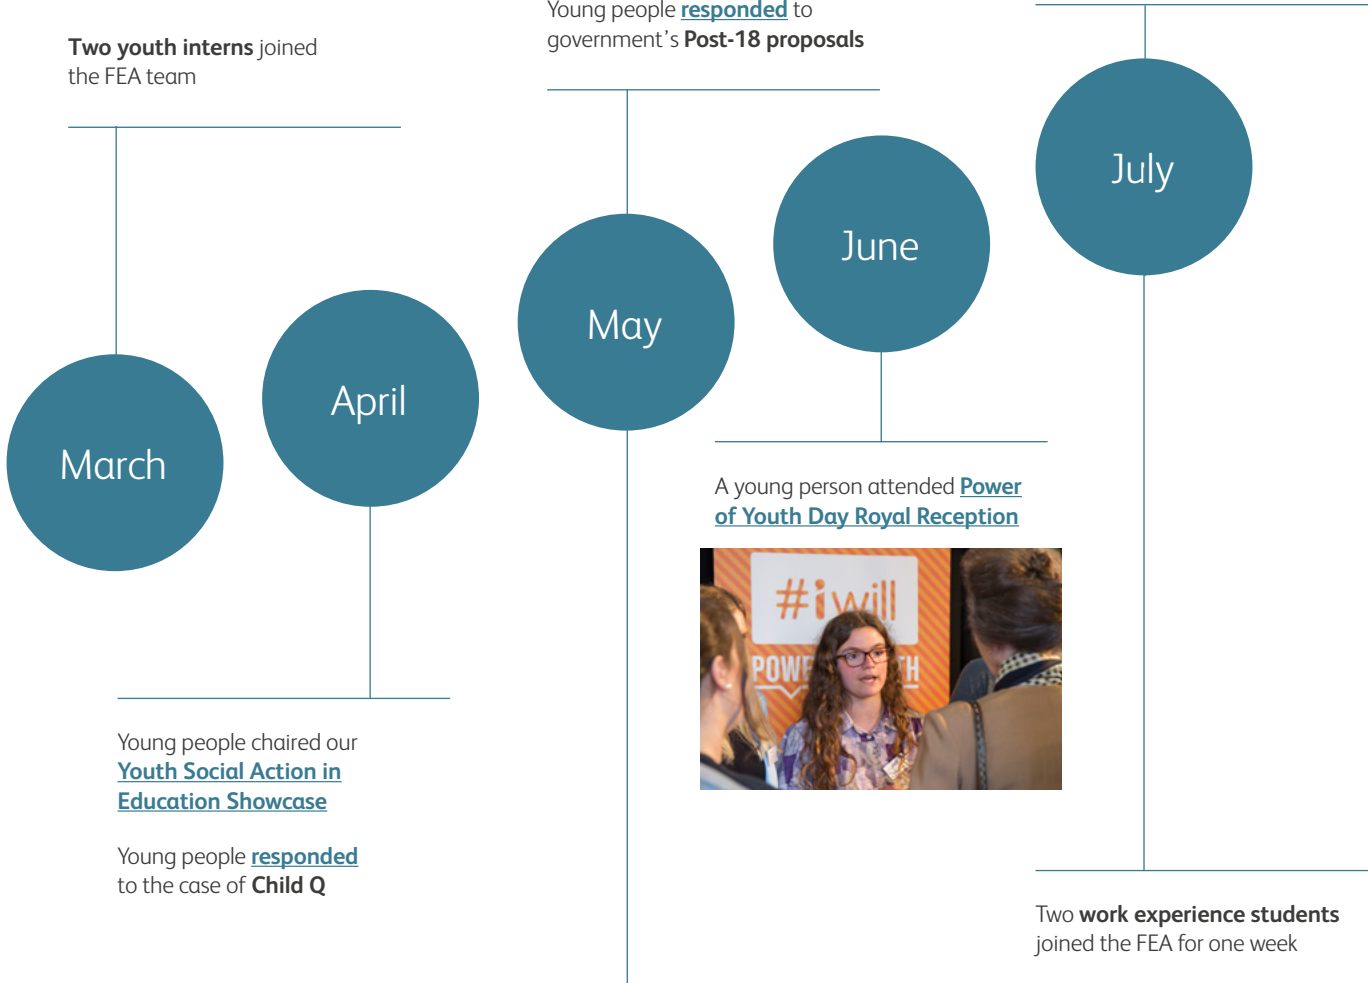 Two youth interns joined
the FEA team
March
April
Young people chaired our
Youth Social Action in
Education Showcase
Young people responded
to the case of Child Q
Young people responded to
government’s Post-18 proposals
May
June
A young person attended Power
of Youth Day Royal Reception
#iwill
July
Two work experience students
joined the FEA for one week